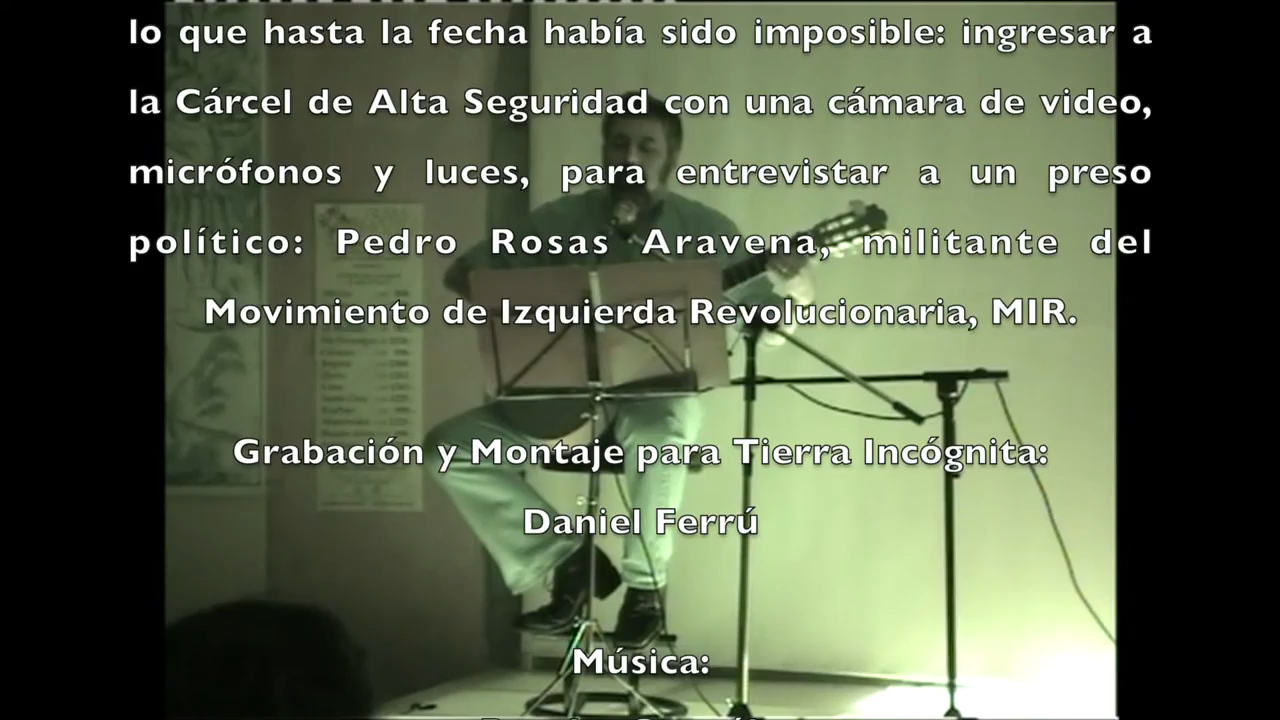 lo que hasta la fecha había sido imposible: ingresar a
la Cárcel de Alta Seguridad con una cámara de video,
micrófonos y luces, para entrevistar a un preso
político: Pedro Rosas Aravena, militante del
Movimiento de Izquierda Revolucionaria, MIR.
Grabación y Montaje para Tierra Incógnita:
Daniel Ferrú
Música: